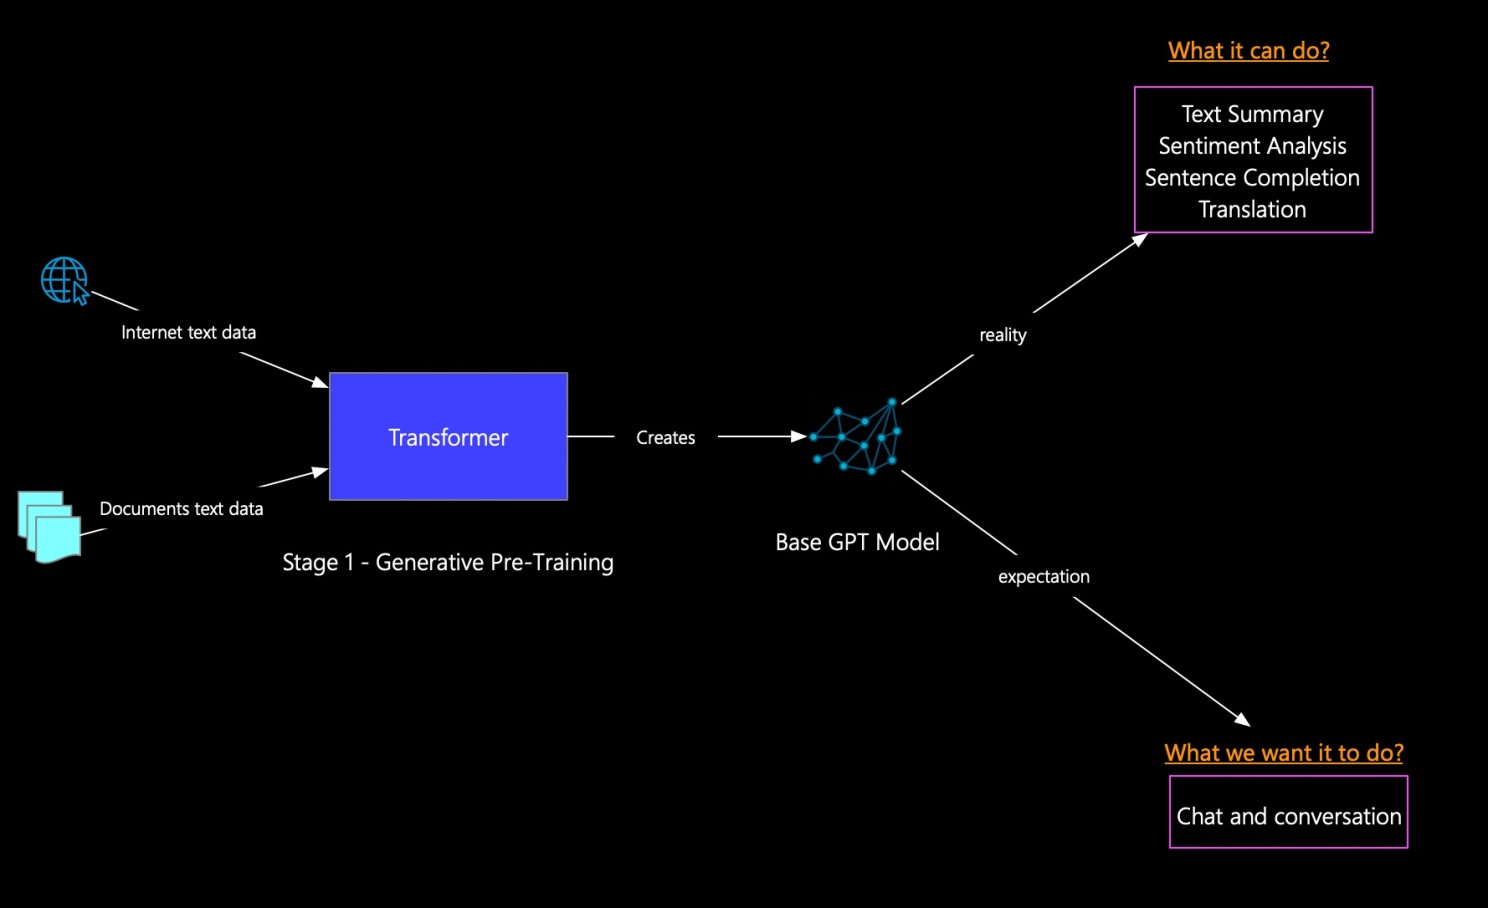 What it can do?
Text Summary
Sentiment Analysis
Sentence Completion
Translation
Internet text data
reality
Transformer
Creates
Documents text data
Stage 1 - Generative Pre-Training
Base GPT Model
expectation
What we want it to do?
Chat and conversation